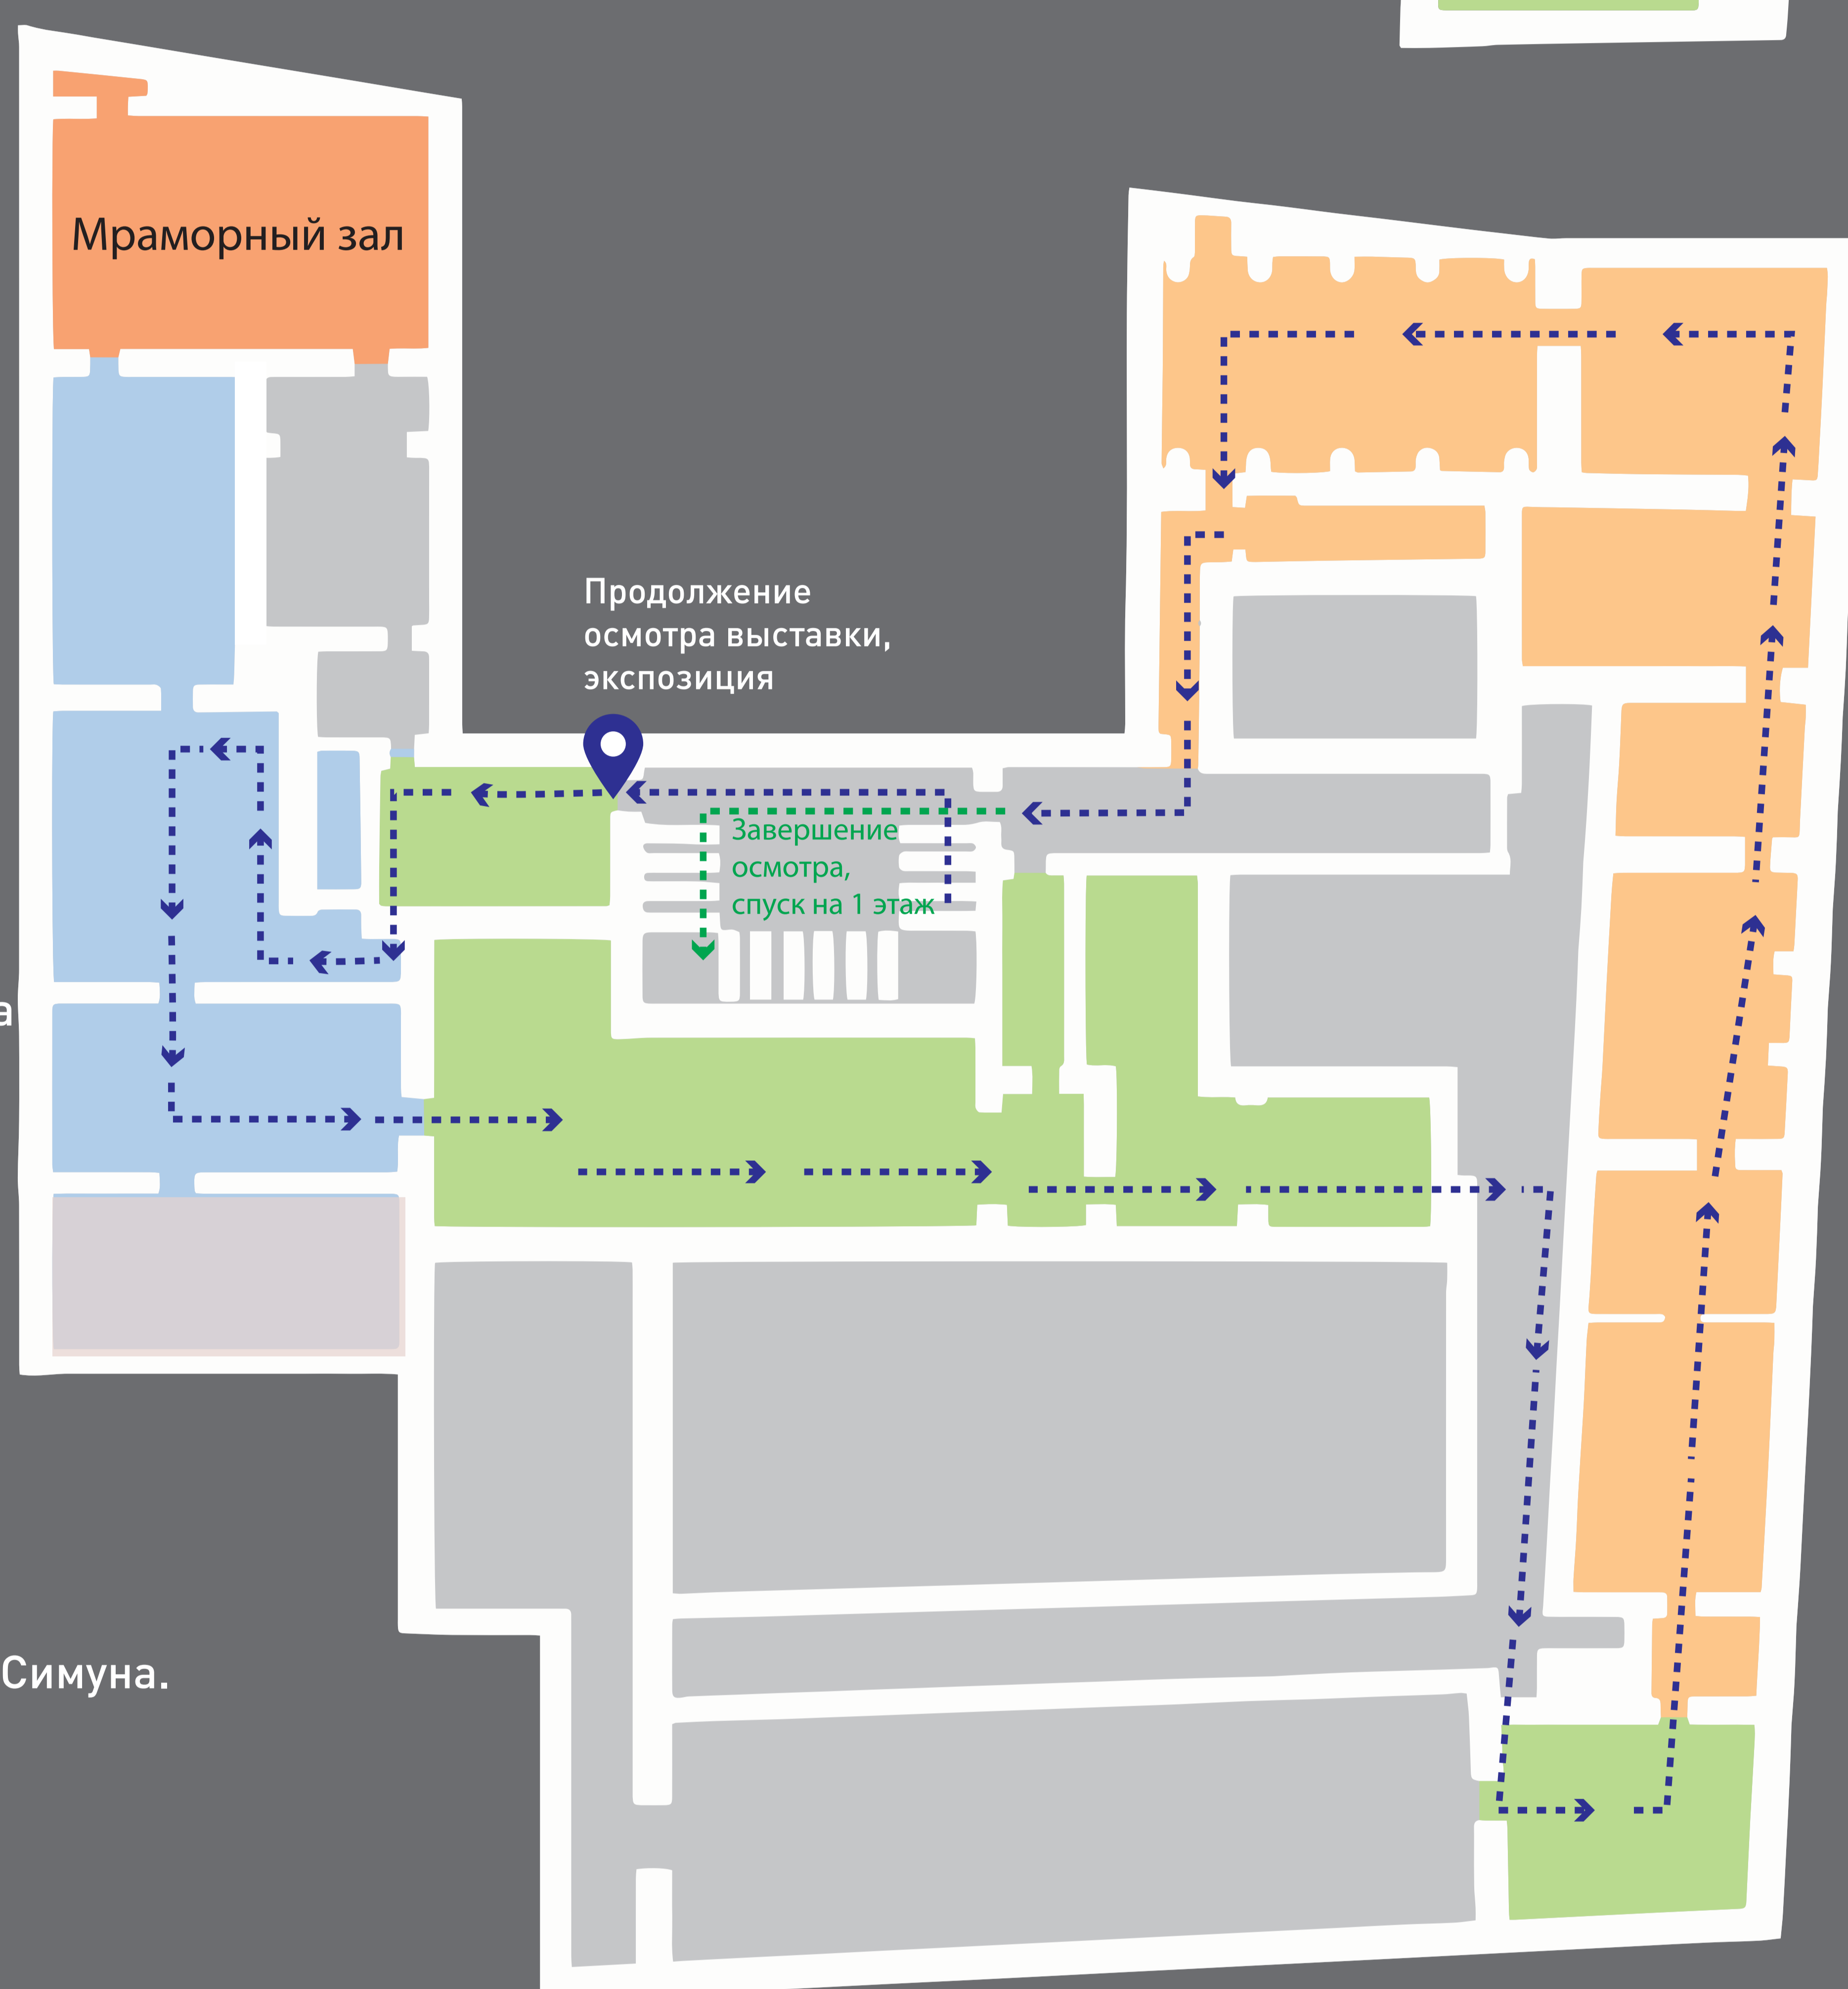 Мраморный зал
Продолжение
осмотра выставки,
экспозиция
Завершение
осмотра,
спуск на 1 этаж
а
Симуна.